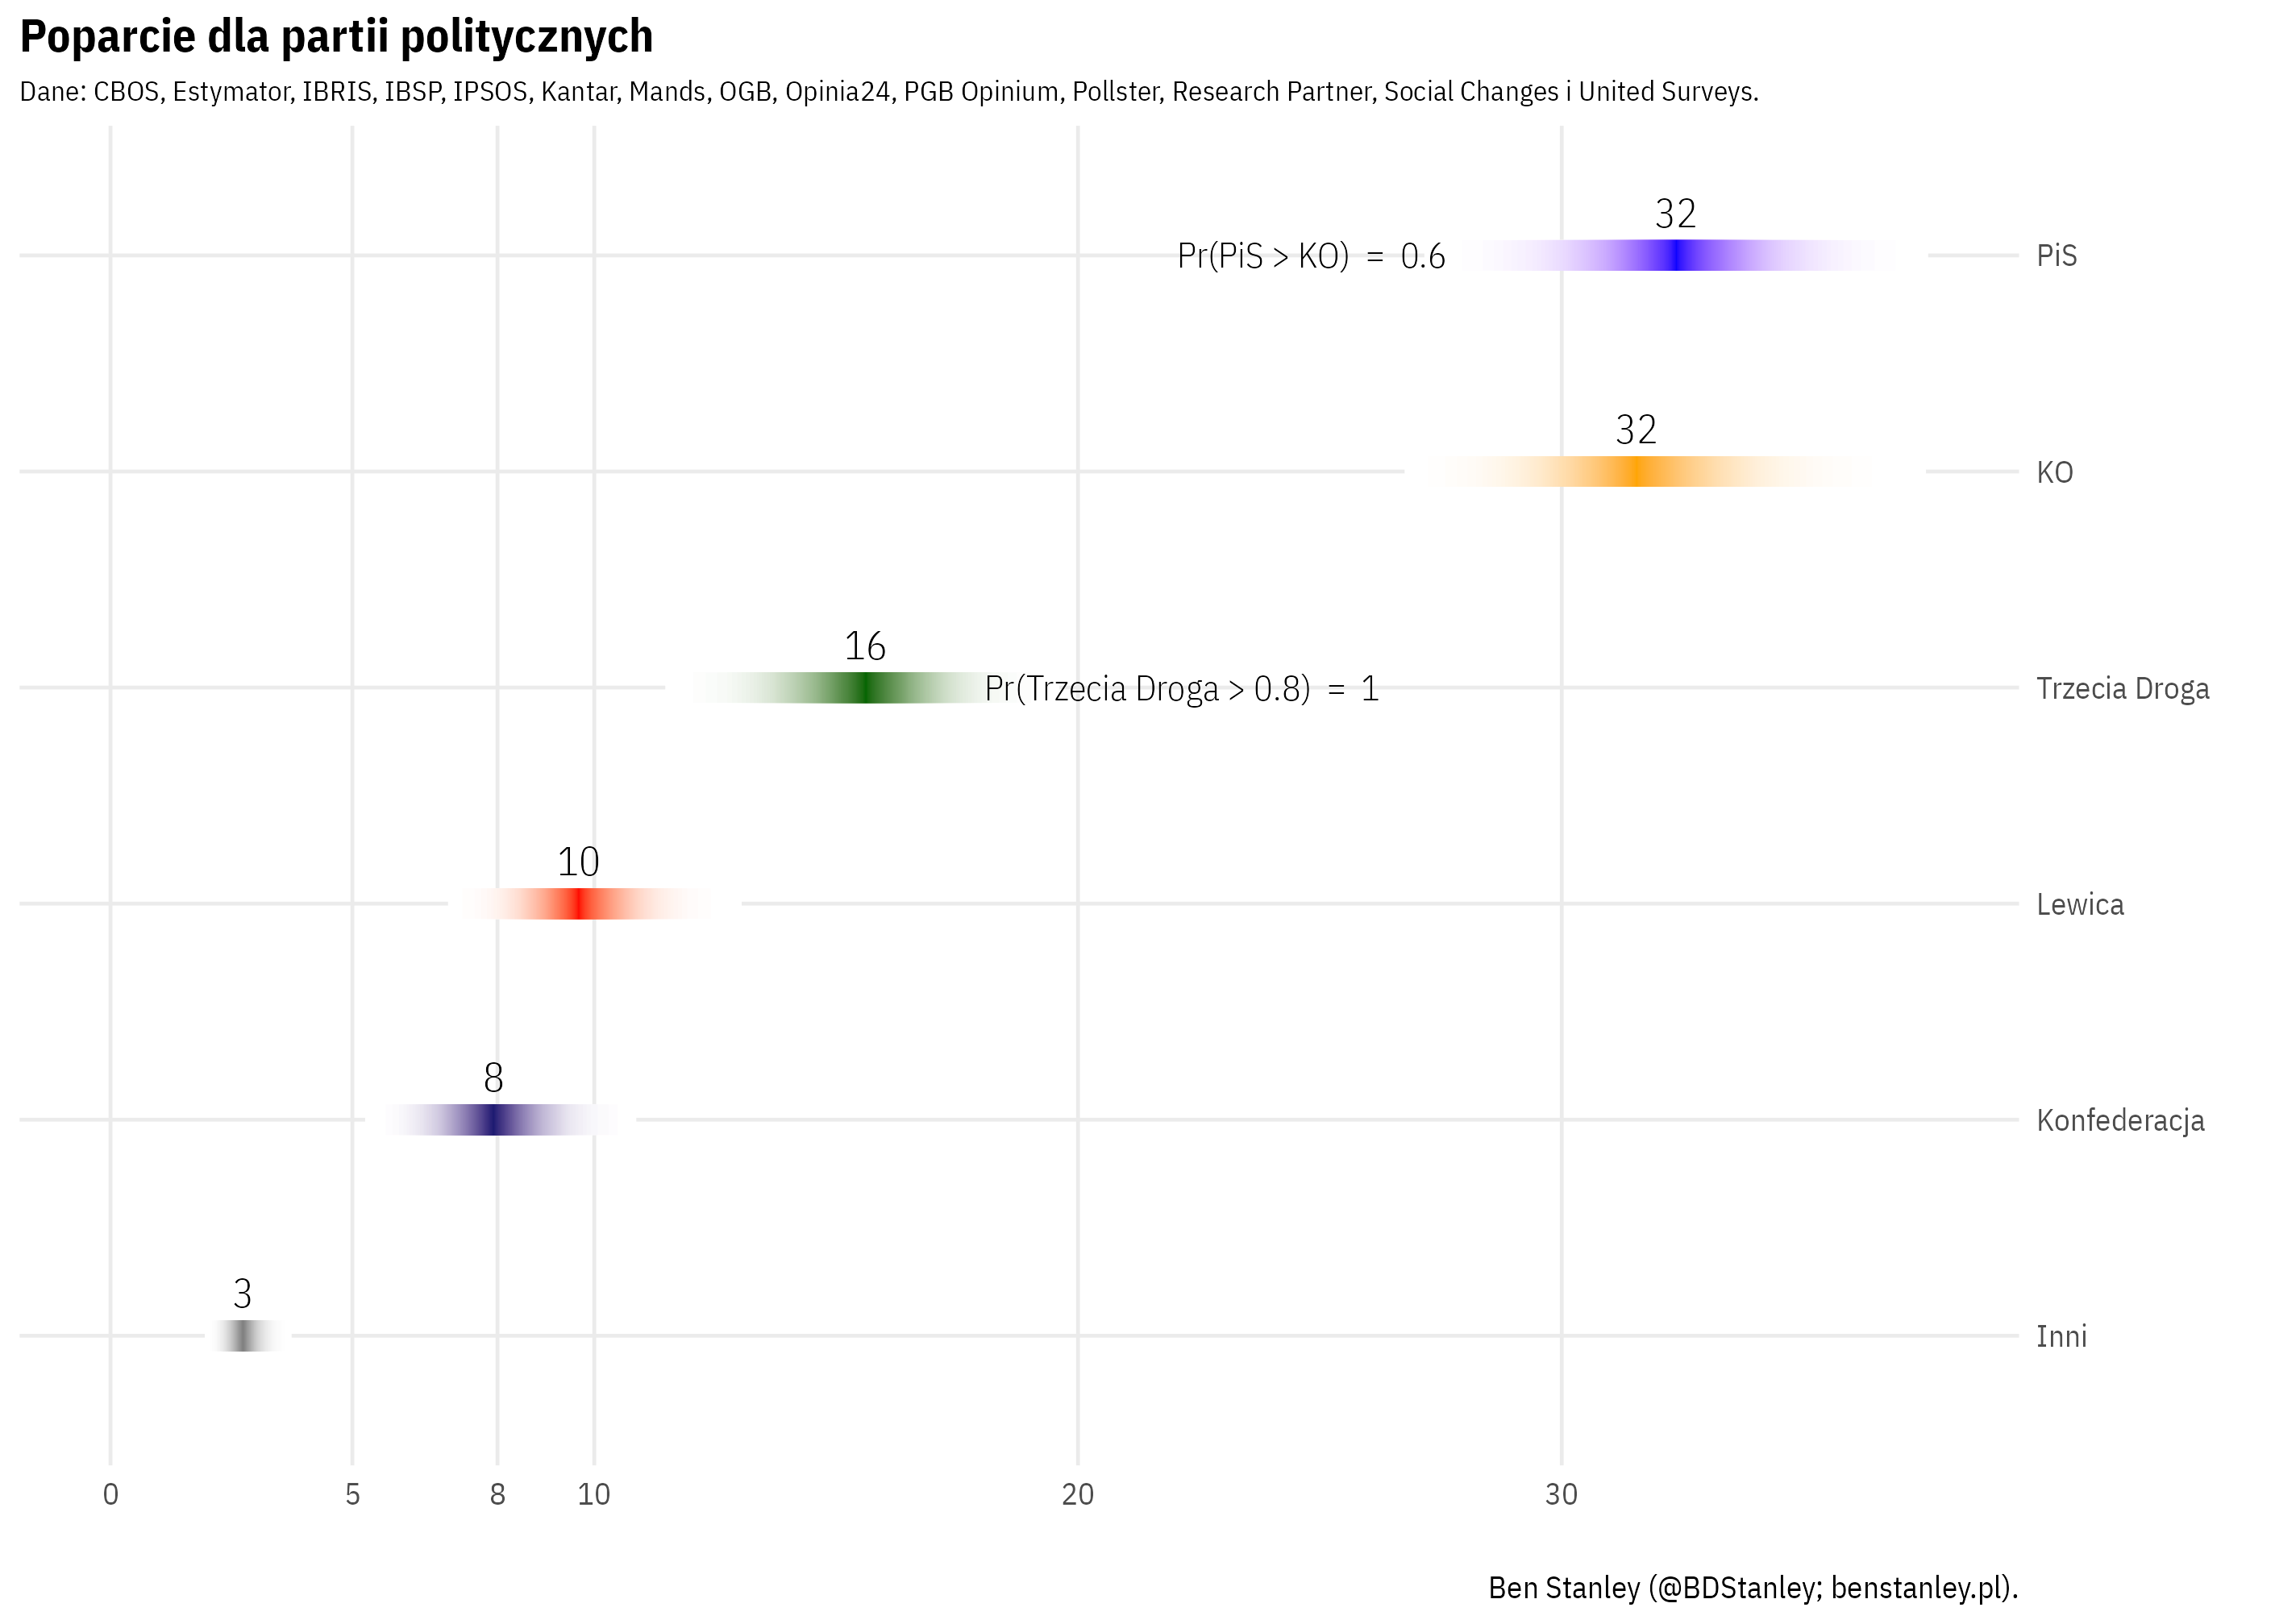 Poparcie dla partii politycznych
Dane: CBOS, Estymator, IBRIS, IBSP, IPSOS, Kantar, Mands, OGB, Opinia24, PGB Opinium, Pollster, Research Partner, Social Changes i United Surveys.
32
Pr(PiS > KO) = 0.6
PiS
32
KO
16
Pr(Trzecia Droga > 0.8) = 1
Trzecia Droga
10
Lewica
8
Konfederacja
3
Inni
0 5 8 10 20 30
Ben Stanley (@BDStanley; benstanley.pl).